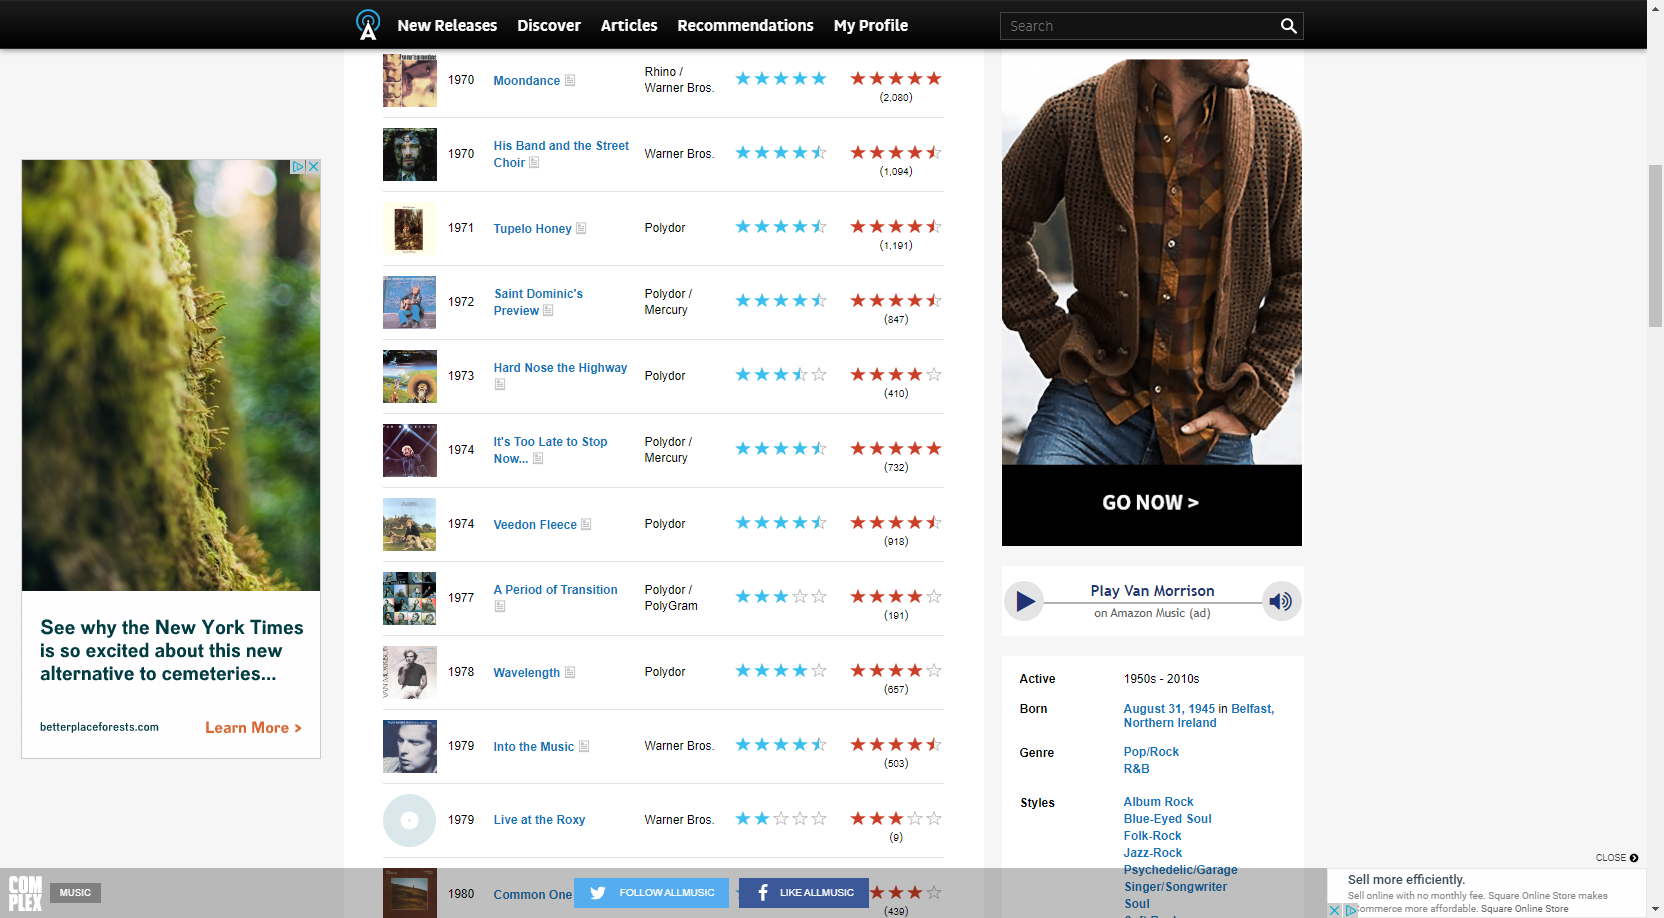 New Releases
Discover
Articles
Recommendations
My Profile
Search
1970
Moondance
Rhino /
Warner Bros.
(2,080)
1970
His Band and the Street
Choir
Warner Bros.
(1,094)
1971
Tupelo Honey
Polydor
(1,191)
1972
Saint Dominic's
Preview
Polydor /
Mercury
(847)
1973
Hard Nose the Highway
Polydor
(410)
1974
It's Too Late to Stop
Now...
Polydor /
Mercury
(732)
1974
Veedon Fleece
Polydor
(918)
1977
A Period of Transition
Polydor /
PolyGram
(191)
1978
Wavelength
Polydor
(657)
1979
Into the Music
Warner Bros.
(503)
1979
Live at the Roxy
Warner Bros.
(9)
1980
Common One
(439)
See why the New York Times
is so excited about this new
alternative to cemeteries...
betterplaceforests.com
Learn More >
GO NOW >
Play Van Morrison
on Amazon Music (ad)
Active
1950s - 2010s
Born
August 31, 1945 in Belfast,
Northern Ireland
Genre
Pop/Rock
R&B
Styles
Album Rock
Blue-Eyed Soul
Folk-Rock
Jazz-Rock
Psychedelic/Garage
Singer/Songwriter
Soul
Soft Rock
CLOSE
COM
PLEX
MUSIC
FOLLOW ALLMUSIC
LIKE ALLMUSIC
Sell more efficiently.
Sell online with no monthly fee. Square Online Store makes
eCommerce more affordable. Square Online Store